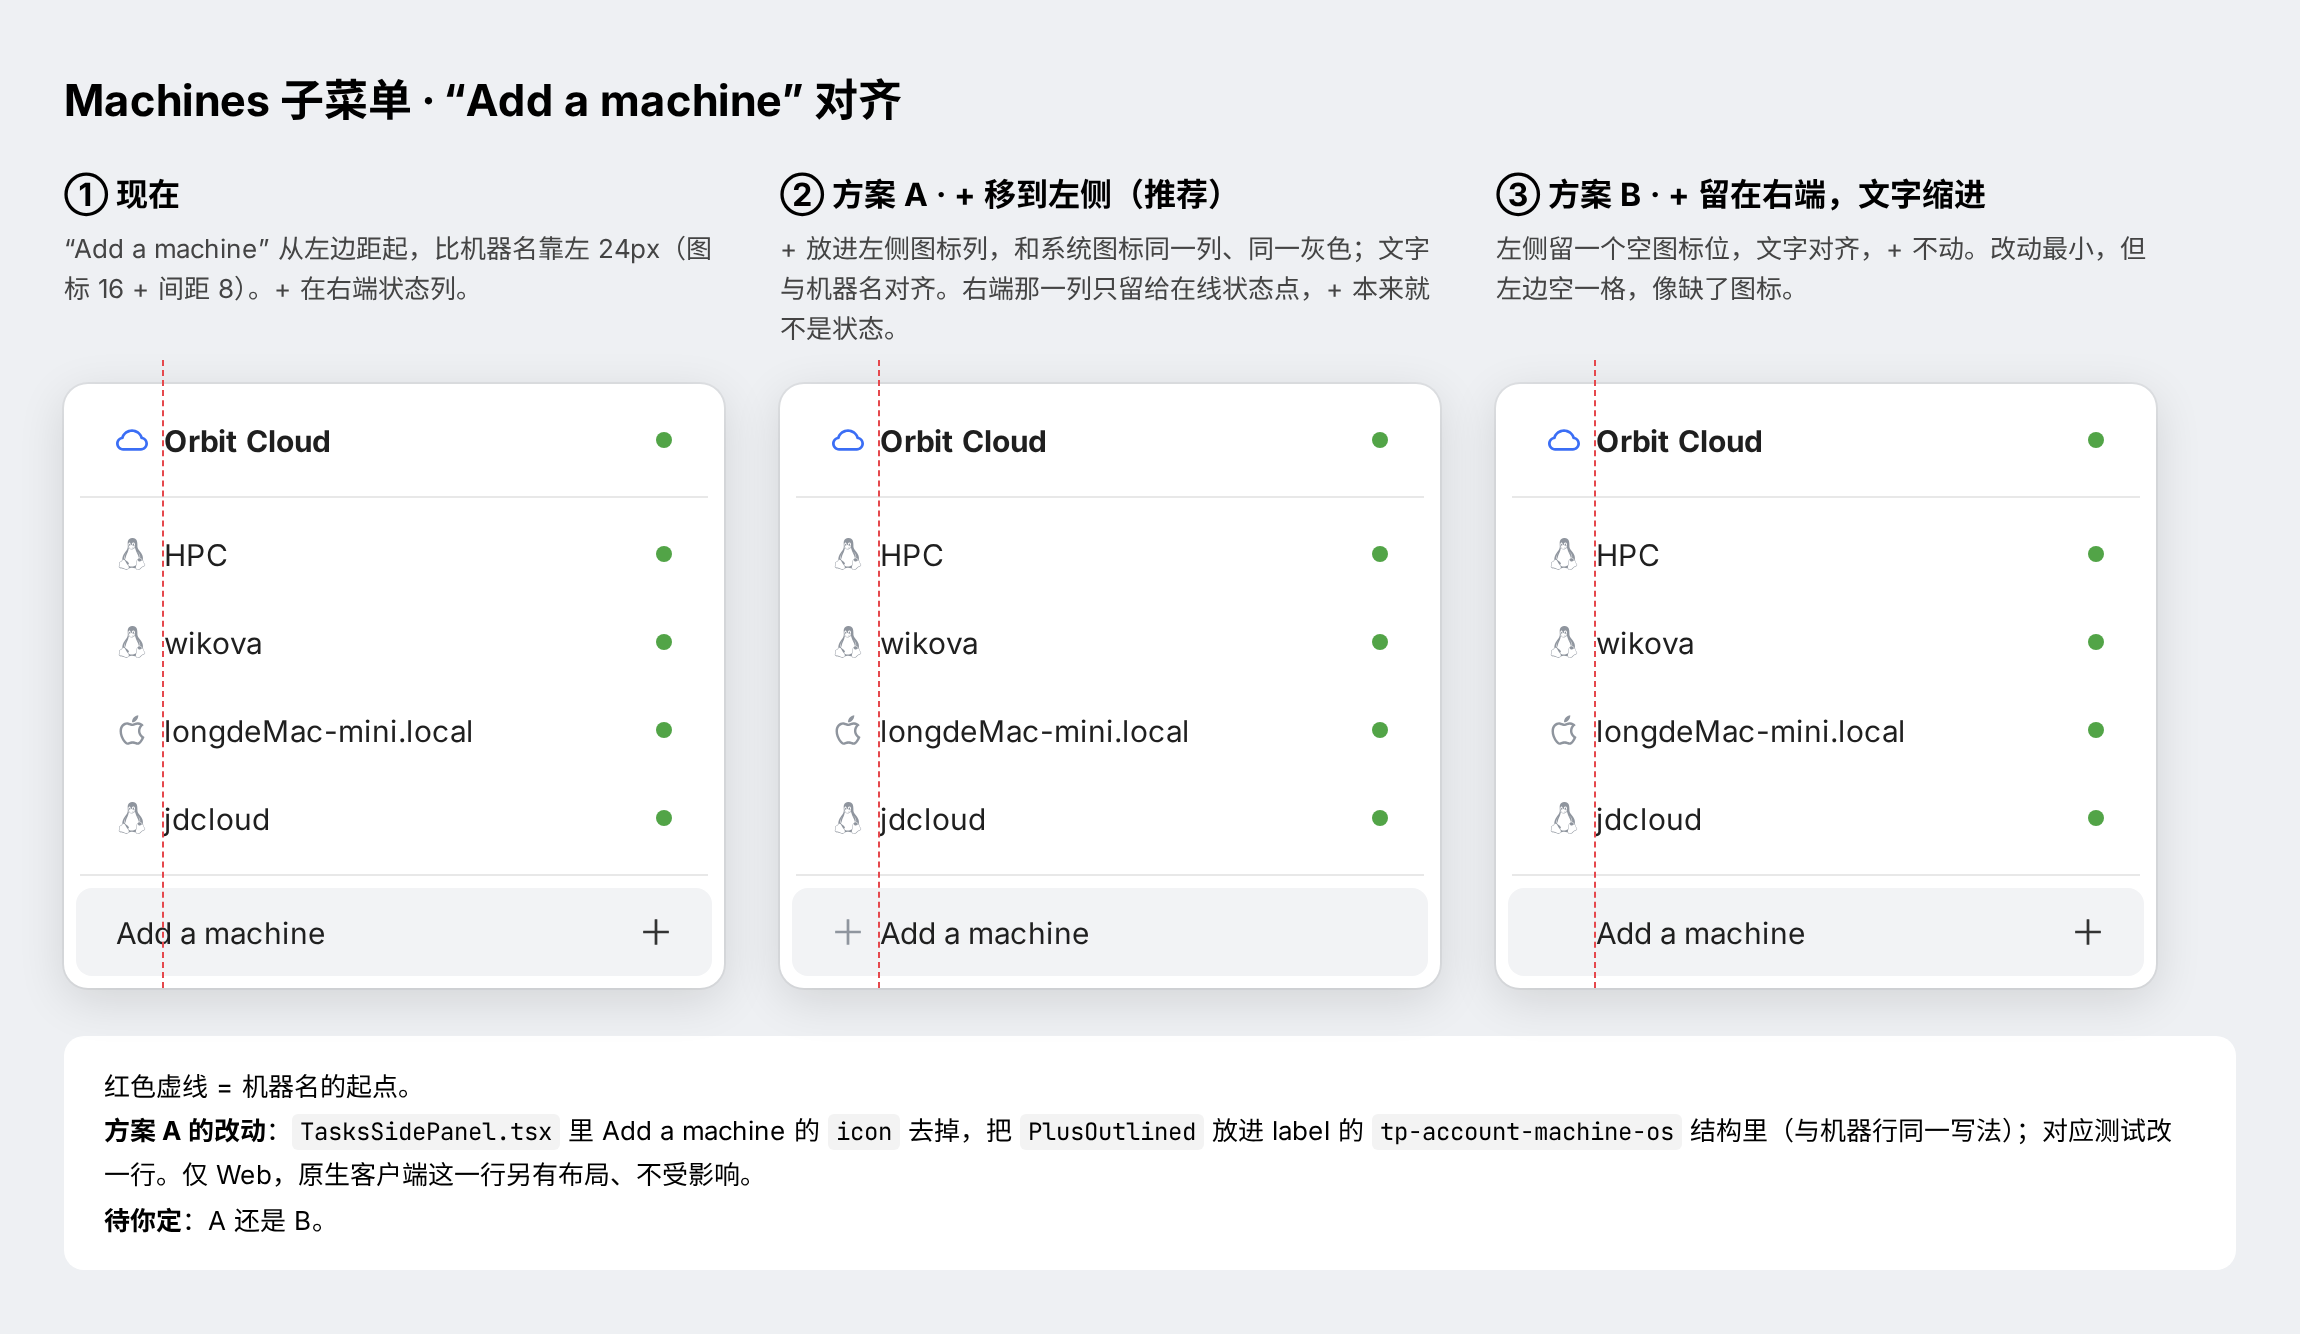 Machines 子菜单 · “Add a machine” 对齐
① 现在
“Add a machine” 从左边距起，比机器名靠左 24px（图
标 16 + 间距 8）。+ 在右端状态列。
Orbit Cloud
HPC
wikova
longdeMac-mini.local
jdcloud
Add a machine +
② 方案 A · + 移到左侧（推荐）
+ 放进左侧图标列，和系统图标同一列、同一灰色；文字
与机器名对齐。右端那一列只留给在线状态点，+ 本来就
不是状态。
Orbit Cloud
HPC
wikova
longdeMac-mini.local
jdcloud
+ Add a machine
③ 方案 B · + 留在右端，文字缩进
左侧留一个空图标位，文字对齐，+ 不动。改动最小，但
左边空一格，像缺了图标。
Orbit Cloud
HPC
wikova
longdeMac-mini.local
jdcloud
Add a machine +
红色虚线 = 机器名的起点。
方案 A 的改动：TasksSidePanel.tsx 里 Add a machine 的 icon 去掉，把 PlusOutlined 放进 label 的 tp-account-machine-os 结构里（与机器行同一写法）；对应测试改
一行。仅 Web，原生客户端这一行另有布局、不受影响。
待你定：A 还是 B。